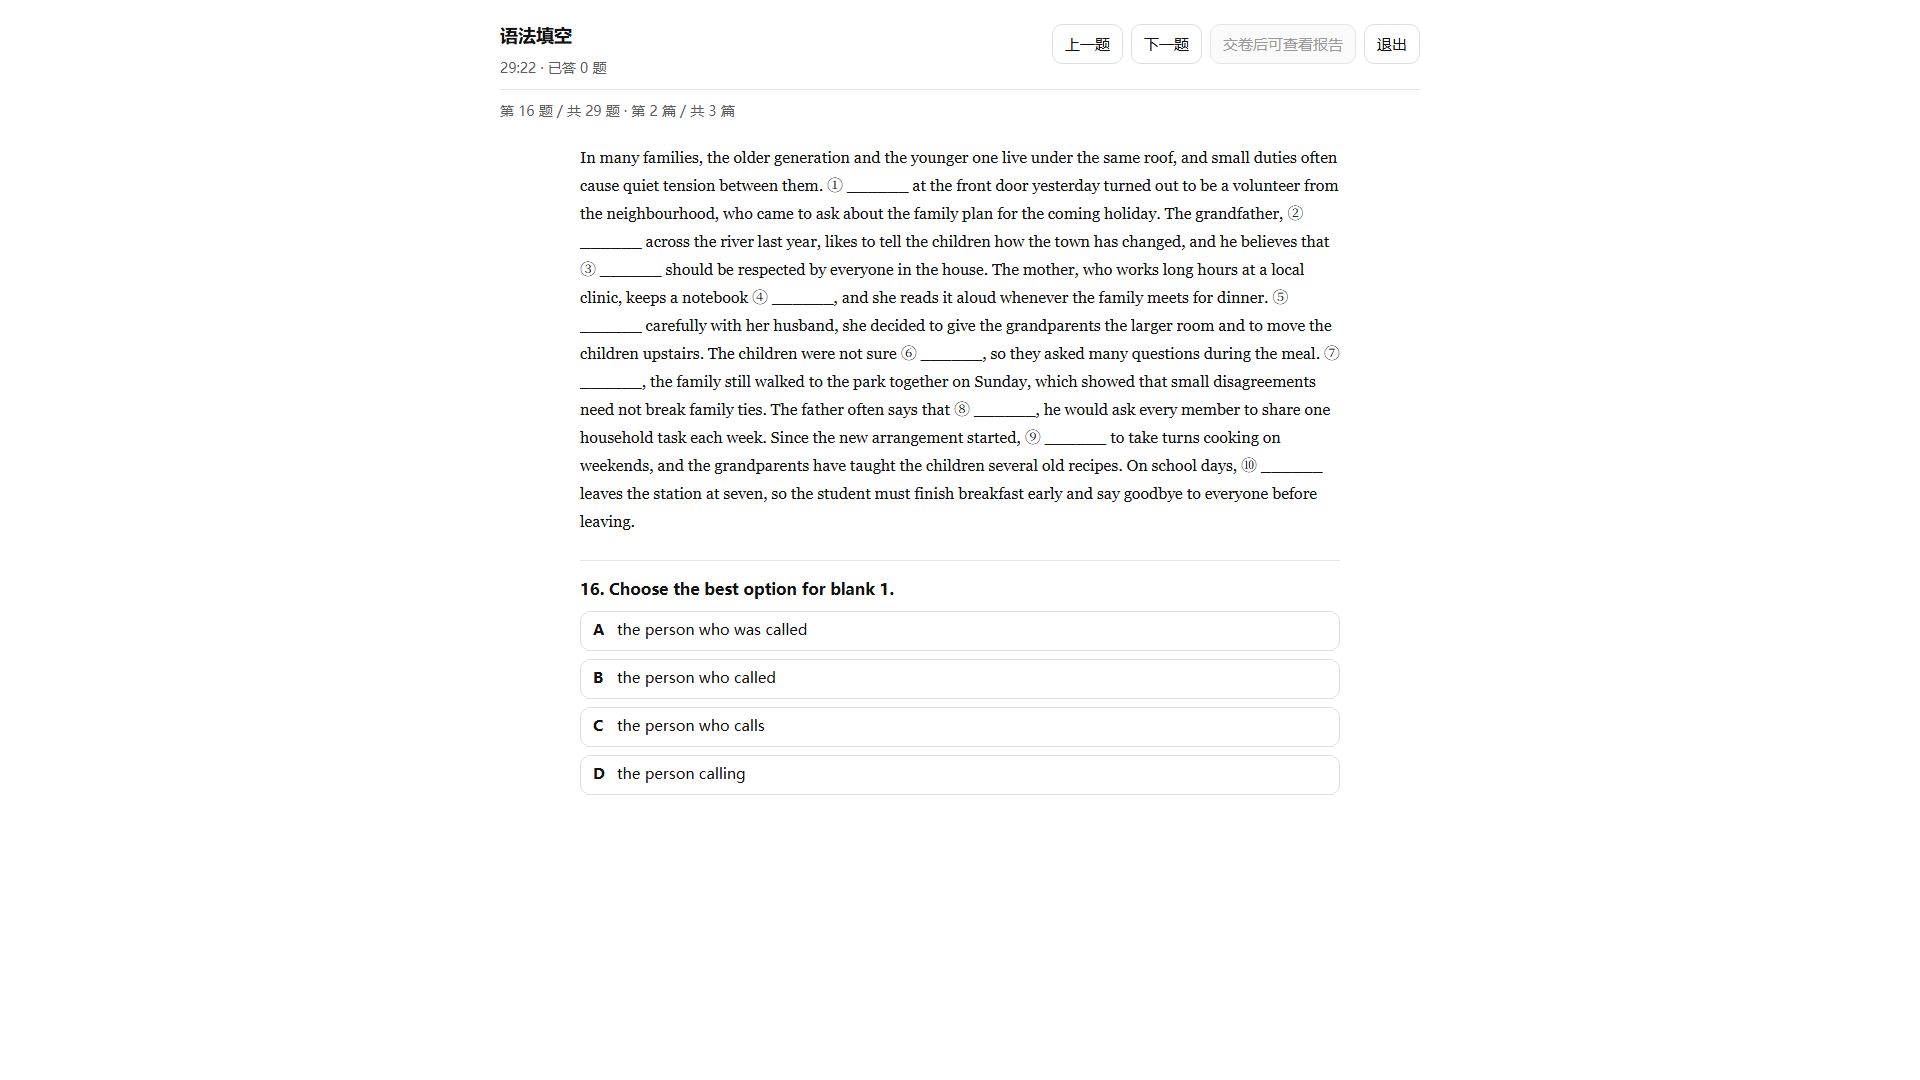 语法填空
29:22 · 已答 0 题
上一题
下一题
交卷后可查看报告
退出
第 16 题 / 共 29 题 · 第 2 篇 / 共 3 篇
In many families, the older generation and the younger one live under the same roof, and small duties often
cause quiet tension between them. ① _______ at the front door yesterday turned out to be a volunteer from
the neighbourhood, who came to ask about the family plan for the coming holiday. The grandfather, ②
_______ across the river last year, likes to tell the children how the town has changed, and he believes that
③ _______ should be respected by everyone in the house. The mother, who works long hours at a local
clinic, keeps a notebook ④ _______, and she reads it aloud whenever the family meets for dinner. ⑤
_______ carefully with her husband, she decided to give the grandparents the larger room and to move the
children upstairs. The children were not sure ⑥ _______, so they asked many questions during the meal. ⑦
_______, the family still walked to the park together on Sunday, which showed that small disagreements
need not break family ties. The father often says that ⑧ _______, he would ask every member to share one
household task each week. Since the new arrangement started, ⑨ _______ to take turns cooking on
weekends, and the grandparents have taught the children several old recipes. On school days, ⑩ _______
leaves the station at seven, so the student must finish breakfast early and say goodbye to everyone before
leaving.
16. Choose the best option for blank 1.
A the person who was called
B the person who called
C the person who calls
D the person calling